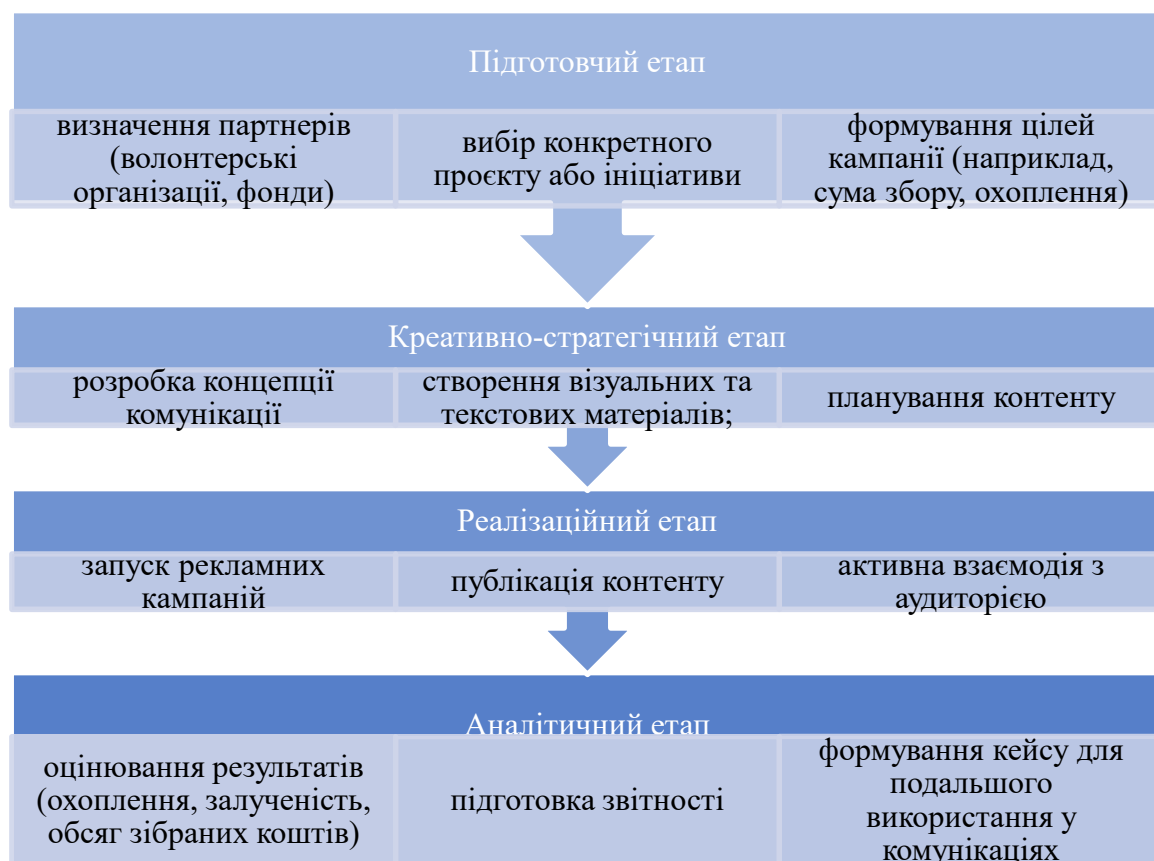 Підготовчий етап
визначення партнерів
(волонтерські
організації, фонди)
вибір конкретного
проєкту або ініціативи
формування цілей
кампанії (наприклад,
сума збору, охоплення)
Креативно-стратегічний етап
розробка концепції
комунікації
створення візуальних та
текстових матеріалів;
планування контенту
Реалізаційний етап
запуск рекламних
кампаній
публікація контенту
активна взаємодія з
аудиторією
Аналітичний етап
оцінювання результатів
(охоплення, залученість,
обсяг зібраних коштів)
підготовка звітності
формування кейсу для
подальшого
використання у
комунікаціях